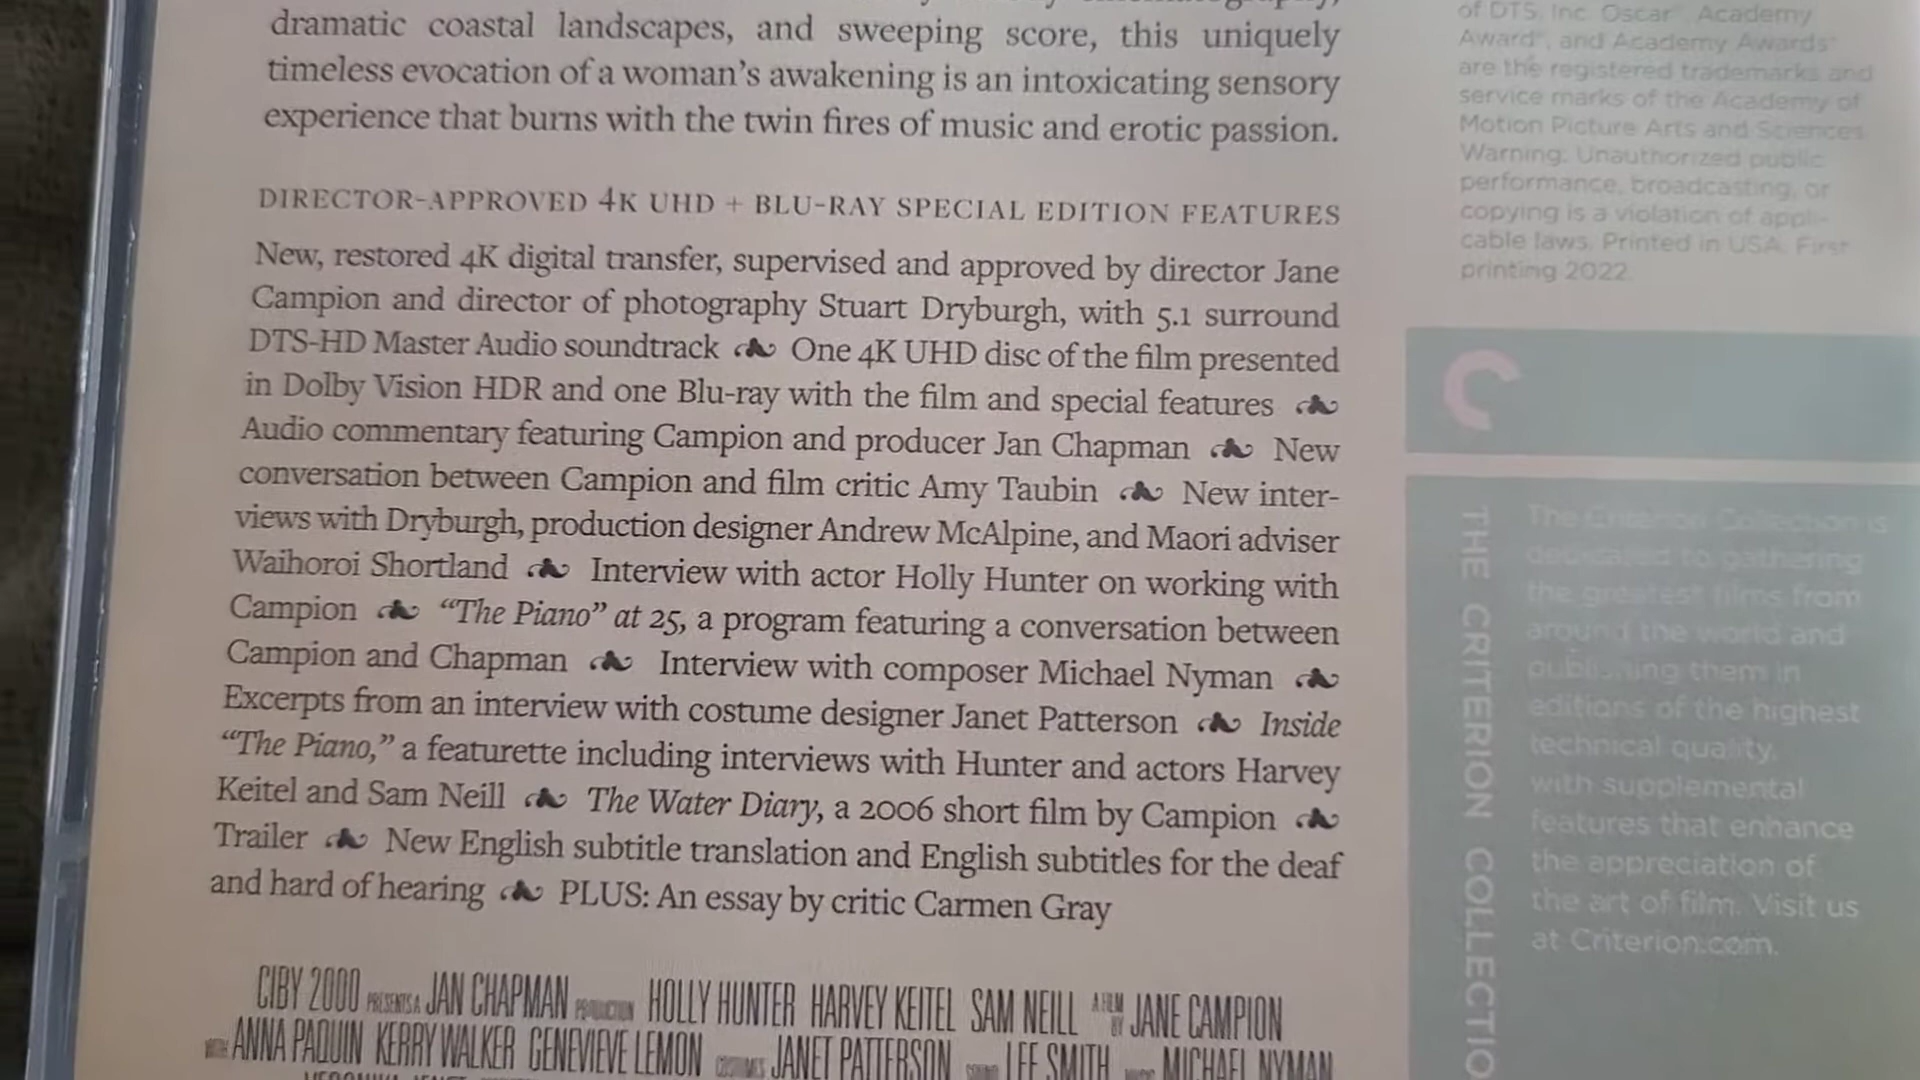 dramatic coastal landscapes, and sweeping score, this uniquely
timeless evocation of a woman's awakening is an intoxicating sensory
experience that burns with the twin fires of music and erotic passion.
DIRECTOR-APPROVED 4K UHD + BLU-RAY SPECIAL EDITION FEATURES
New, restored 4K digital transfer, supervised and approved by director Jane
Campion and director of photography Stuart Dryburgh, with 5.1 surround
DTS-HD Master Audio soundtrack One 4K UHD disc of the film presented
in Dolby Vision HDR and one Blu-ray with the film and special features
Audio commentary featuring Campion and producer Jan Chapman New
conversation between Campion and film critic Amy Taubin New inter-
views with Dryburgh, production designer Andrew McAlpine, and Maori adviser
Waihoroi Shortland Interview with actor Holly Hunter on working with
Campion “The Piano” at 25, a program featuring a conversation between
Campion and Chapman Interview with composer Michael Nyman
Excerpts from an interview with costume designer Janet Patterson Inside
“The Piano,” a featurette including interviews with Hunter and actors Harvey
Keitel and Sam Neill The Water Diary, a 2006 short film by Campion
Trailer New English subtitle translation and English subtitles for the deaf
and hard of hearing PLUS: An essay by critic Carmen Gray
CIBY 2000 PRESENTS A JAN CHAPMAN PRODUCTION HOLLY HUNTER HARVEY KEITEL SAM NEILL A FILM BY JANE CAMPION
WITH ANNA PAQUIN KERRY WALKER GENEVIEVE LEMON COSTUMES JANET PATTERSON SOUND LEE SMITH MUSIC MICHAEL NYMAN
of DTS, Inc. Oscar®, Academy
Award®, and Academy Awards®
are the registered trademarks and
service marks of the Academy of
Motion Picture Arts and Sciences.
Warning: Unauthorized public
performance, broadcasting, or
copying is a violation of appli-
cable laws. Printed in USA. First
printing 2022.
THE CRITERION COLLECTIO
The Criterion Collection is
dedicated to gathering
the greatest films from
around the world and
publishing them in
editions of the highest
technical quality,
with supplemental
features that enhance
the appreciation of
the art of film. Visit us
at Criterion.com.